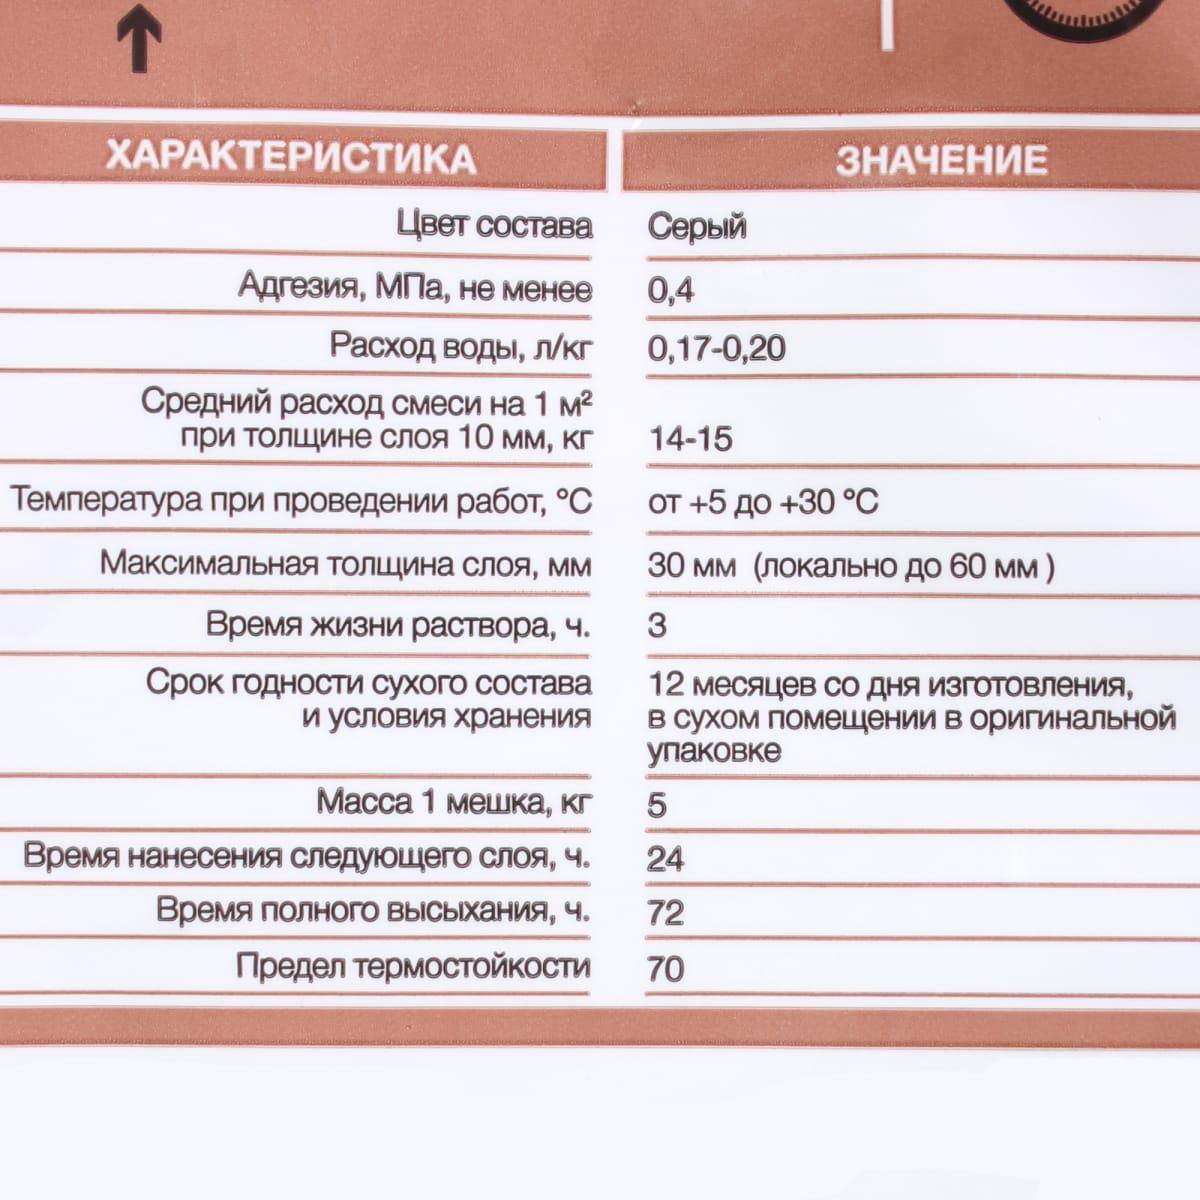 ХАРАКТЕРИСТИКА ЗНАЧЕНИЕ
Цвет состава Серый
Адгезия, МПа, не менее 0,4
Расход воды, л/кг 0,17-0,20
Средний расход смеси на 1 м²
при толщине слоя 10 мм, кг 14-15
Температура при проведении работ, °С от +5 до +30 °С
Максимальная толщина слоя, мм 30 мм (локально до 60 мм )
Время жизни раствора, ч. 3
Срок годности сухого состава 12 месяцев со дня изготовления,
и условия хранения в сухом помещении в оригинальной
упаковке
Масса 1 мешка, кг 5
Время нанесения следующего слоя, ч. 24
Время полного высыхания, ч. 72
Предел термостойкости 70